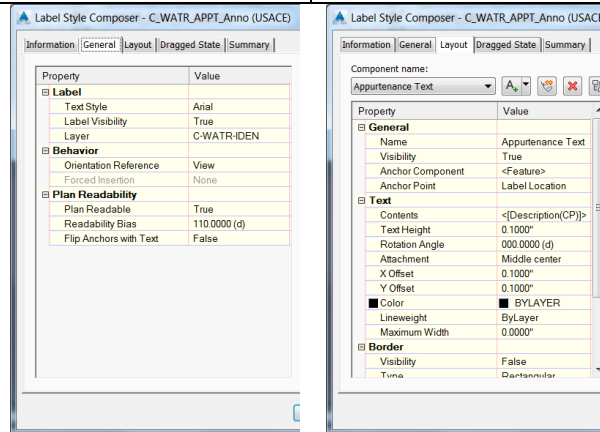 Label Style Composer - C_WATR_APPT_Anno (USACE)
Information General Layout Dragged State Summary
Property Value
Label
Text Style Arial
Label Visibility True
Layer C-WATR-IDEN
Behavior
Orientation Reference View
Forced Insertion None
Plan Readability
Plan Readable True
Readability Bias 110.0000 (d)
Flip Anchors with Text False
Label Style Composer - C_WATR_APPT_Anno (USACE
Information General Layout Dragged State Summary
Component name:
Appurtenance Text
Property Value
General
Name Appurtenance Text
Visibility True
Anchor Component <Feature>
Anchor Point Label Location
Text
Contents <[Description(CP)]>
Text Height 0.1000"
Rotation Angle 000.0000 (d)
Attachment Middle center
X Offset 0.1000"
Y Offset 0.1000"
Color BYLAYER
Lineweight ByLayer
Maximum Width 0.0000"
Border
Visibility False
Type Rectangular